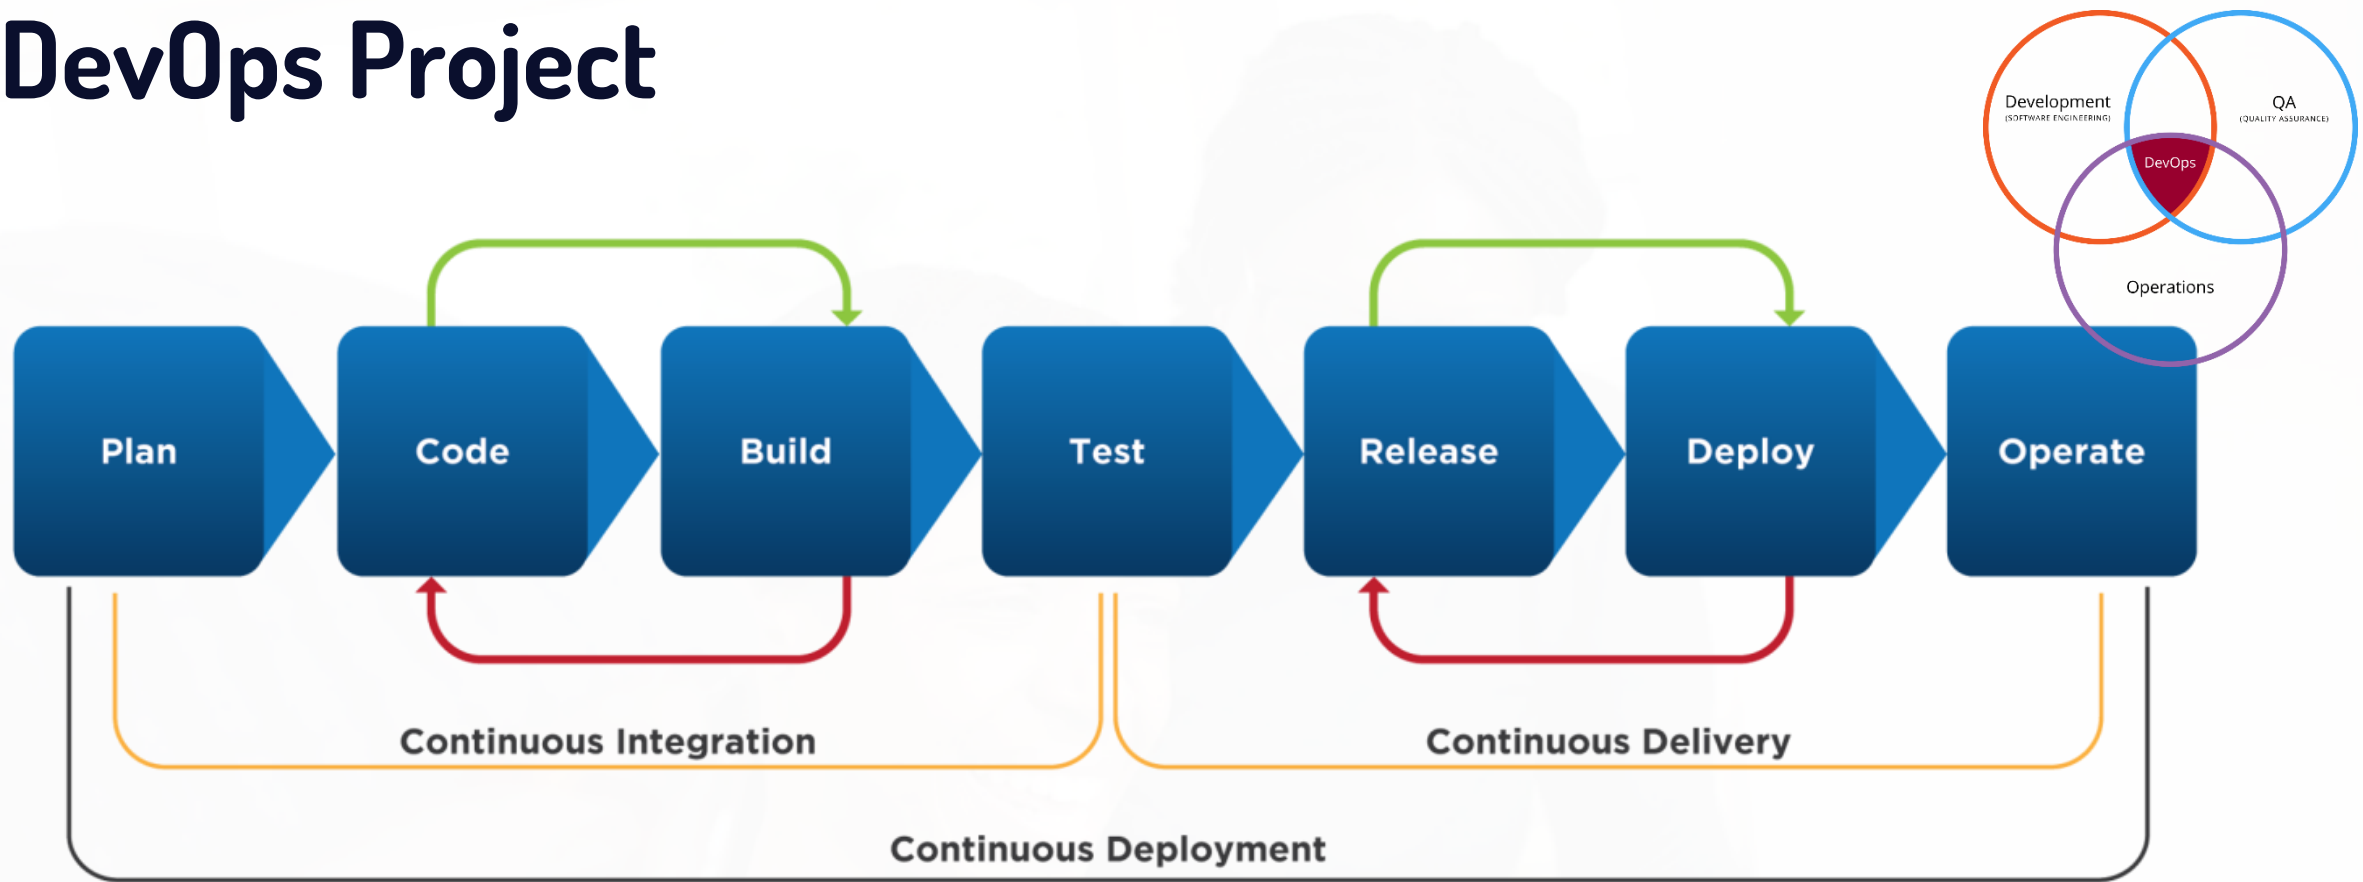 DevOps Project
Development
(SOFTWARE ENGINEERING)
QA
(QUALITY ASSURANCE)
DevOps
Operations
Plan
Code
Build
Test
Release
Deploy
Operate
Continuous Integration
Continuous Delivery
Continuous Deployment